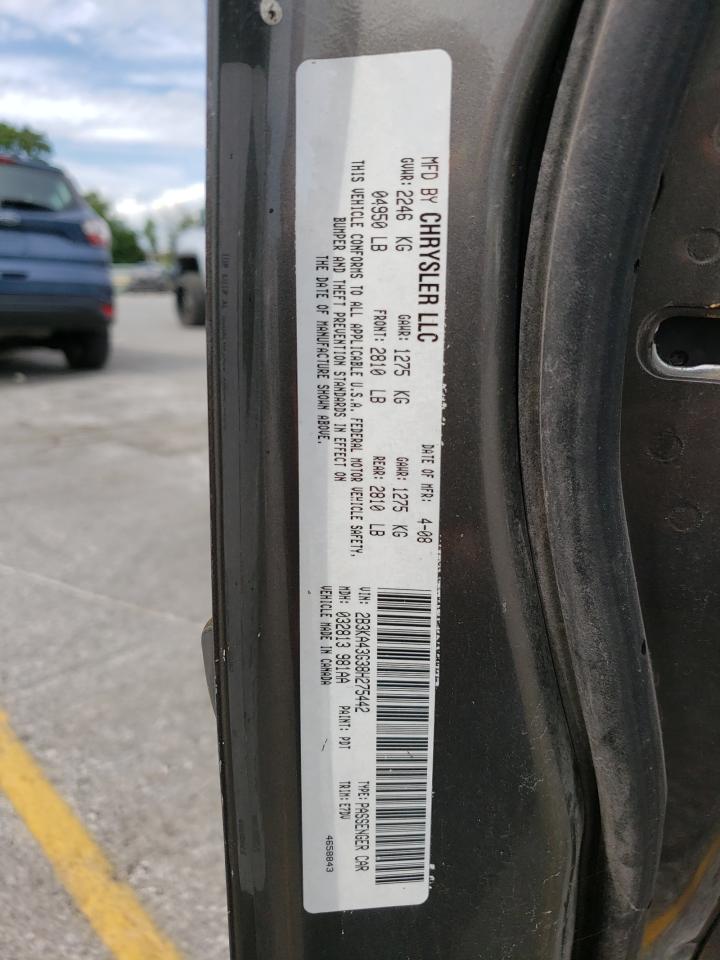 MFD BY CHRYSLER LLC DATE OF MFR: 4-08
GVWR: 2246 KG GAWR: 1275 KG GAWR: 1275 KG
04950 LB FRONT: 2810 LB REAR: 2810 LB
THIS VEHICLE CONFORMS TO ALL APPLICABLE U.S.A. FEDERAL MOTOR VEHICLE SAFETY,
BUMPER AND THEFT PREVENTION STANDARDS IN EFFECT ON
THE DATE OF MANUFACTURE SHOWN ABOVE.
VIN: 2B3KA43G38H275442 TYPE: PASSENGER CAR
MDH: 032813 981AA PAINT: PDT TRIM: E7DV
VEHICLE MADE IN CANADA 4658843